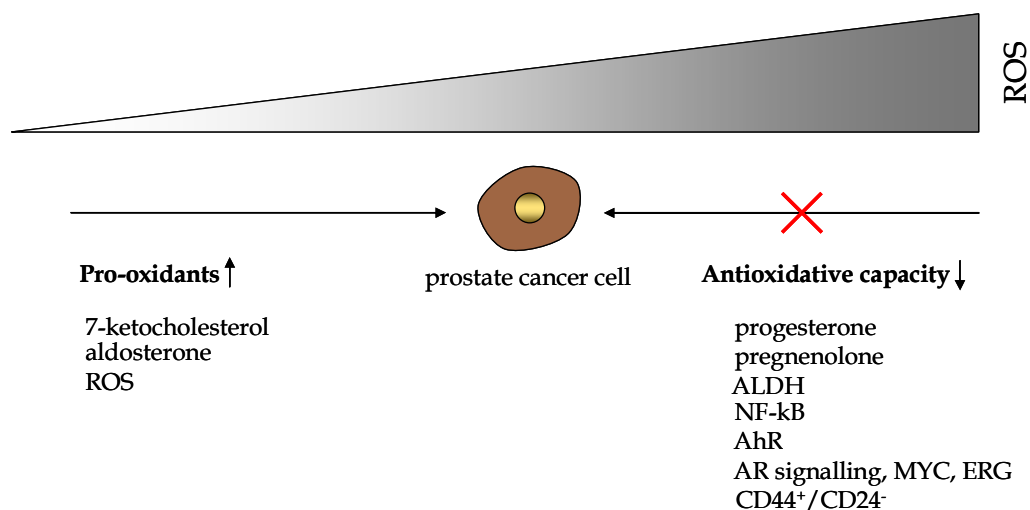 ROS
prostate cancer cell
Pro-oxidants
7-ketocholesterol
aldosterone
ROS
Antioxidative capacity
progesterone
pregnenolone
ALDH
NF-kB
AhR
AR signalling, MYC, ERG
CD44⁺/CD24⁻